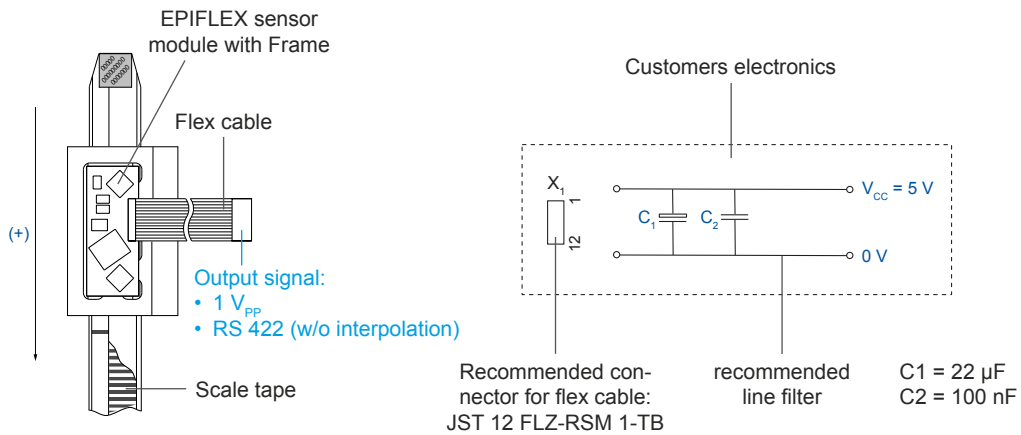 EPIFLEX sensor
module with Frame
Flex cable
(+)
Output signal:
• 1 VPP
• RS 422 (w/o interpolation)
Scale tape
Customers electronics
X1
1
12
C1
C2
VCC = 5 V
0 V
Recommended con-
nector for flex cable:
JST 12 FLZ-RSM 1-TB
recommended
line filter
C1 = 22 µF
C2 = 100 nF